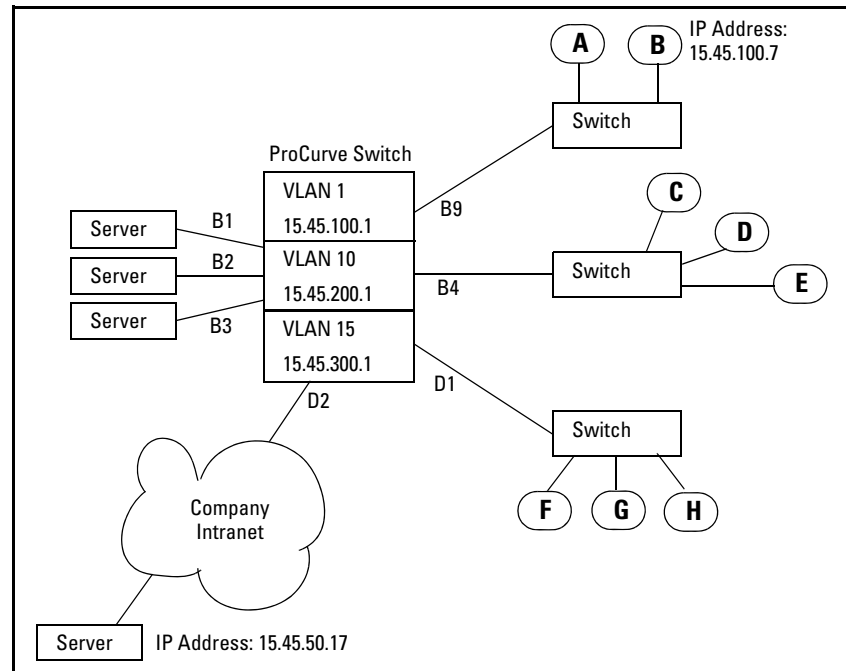 A
B
IP Address:
15.45.100.7
Switch
ProCurve Switch
VLAN 1
15.45.100.1
B9
C
Server
B1
D
Server
B2
VLAN 10
15.45.200.1
B4
Switch
E
Server
B3
VLAN 15
15.45.300.1
D1
D2
Switch
Company
Intranet
F
G
H
Server
IP Address: 15.45.50.17